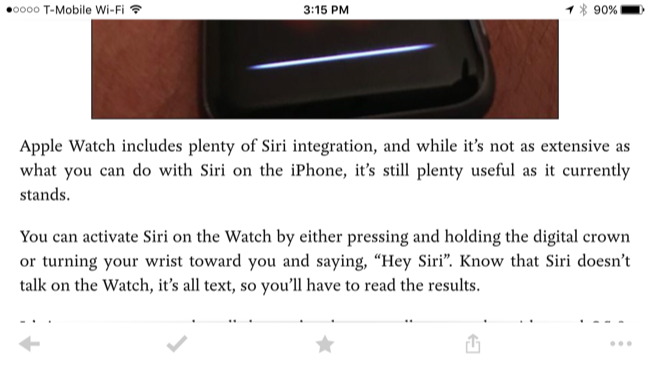 T-Mobile Wi-Fi 3:15 PM 90%
Apple Watch includes plenty of Siri integration, and while it’s not as extensive as
what you can do with Siri on the iPhone, it’s still plenty useful as it currently
stands.
You can activate Siri on the Watch by either pressing and holding the digital crown
or turning your wrist toward you and saying, “Hey Siri”. Know that Siri doesn’t
talk on the Watch, it’s all text, so you’ll have to read the results.